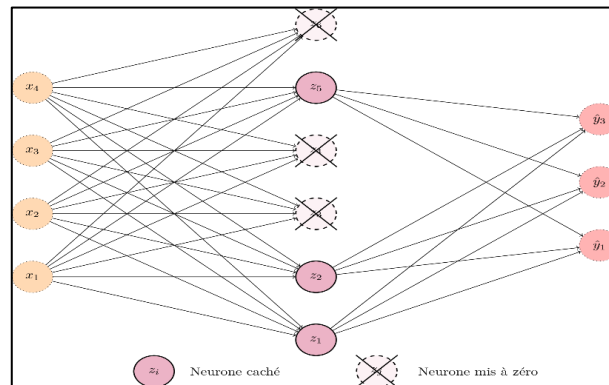 x₄
x₃
x₂
x₁
z₅
z₂
z₁
ŷ₃
ŷ₂
ŷ₁
zᵢ Neurone caché
Neurone mis à zéro